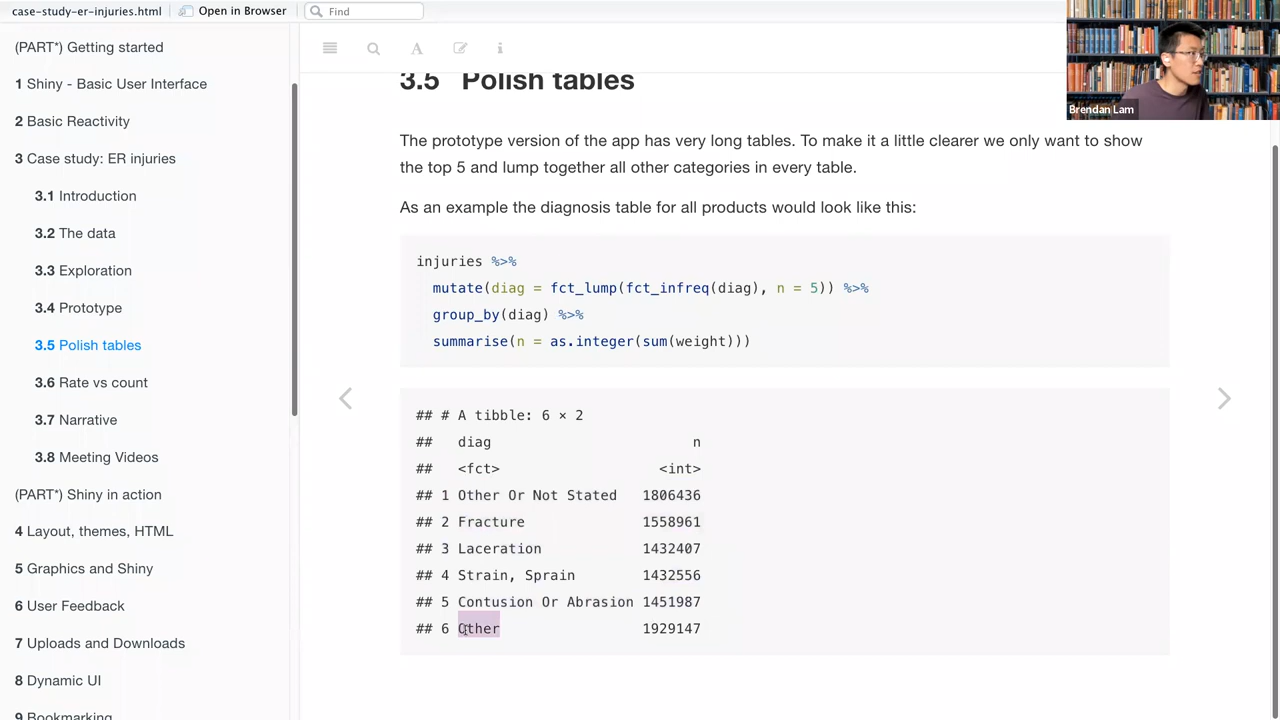 case-study-er-injuries.html
Open in Browser
Find
(PART*) Getting started
1 Shiny - Basic User Interface
2 Basic Reactivity
3 Case study: ER injuries
3.1 Introduction
3.2 The data
3.3 Exploration
3.4 Prototype
3.5 Polish tables
3.6 Rate vs count
3.7 Narrative
3.8 Meeting Videos
(PART*) Shiny in action
4 Layout, themes, HTML
5 Graphics and Shiny
6 User Feedback
7 Uploads and Downloads
8 Dynamic UI
9 Bookmarking
A
i
3.5 Polish tables
The prototype version of the app has very long tables. To make it a little clearer we only want to show
the top 5 and lump together all other categories in every table.
As an example the diagnosis table for all products would look like this:
injuries %>%
mutate(diag = fct_lump(fct_infreq(diag), n = 5)) %>%
group_by(diag) %>%
summarise(n = as.integer(sum(weight)))
## # A tibble: 6 × 2
## diag n
## <fct> <int>
## 1 Other Or Not Stated 1806436
## 2 Fracture 1558961
## 3 Laceration 1432407
## 4 Strain, Sprain 1432556
## 5 Contusion Or Abrasion 1451987
## 6 Other 1929147
Brendan Lam